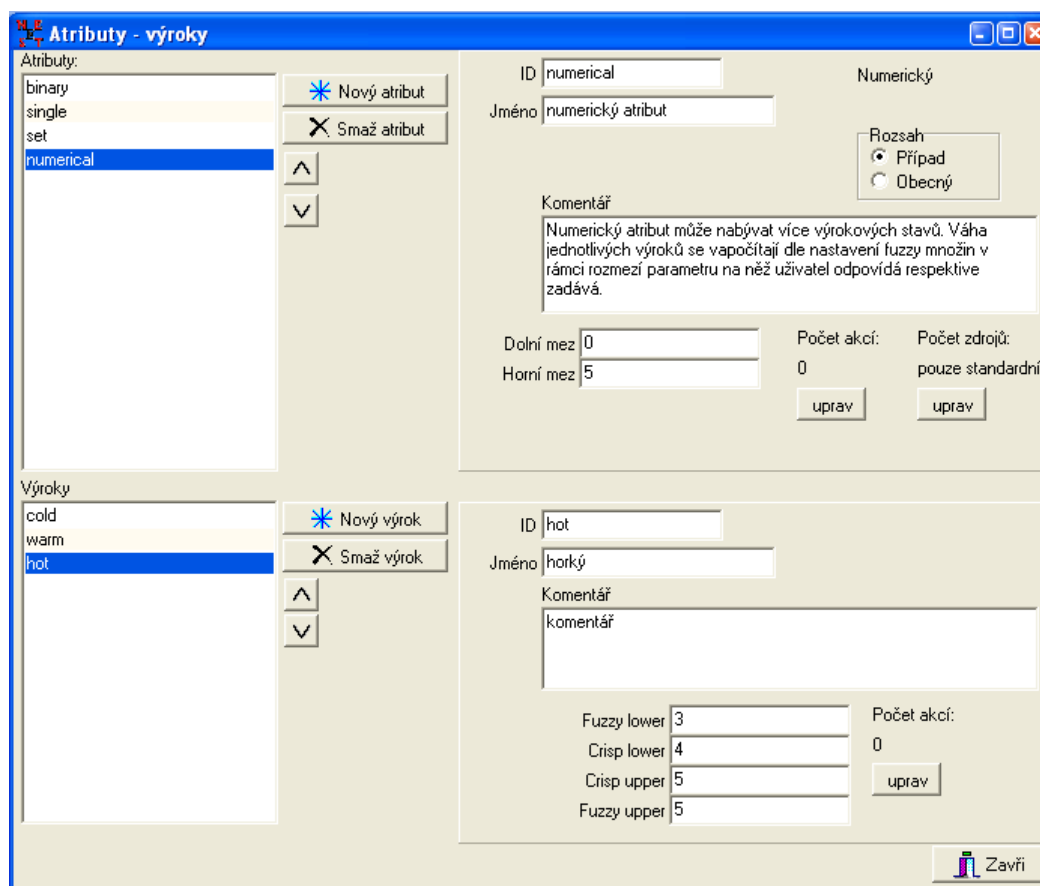 Atributy - výroky
Atributy:
binary
single
set
numerical
Nový atribut
Smaž atribut
ID numerical
Numerický
Jméno numerický atribut
Rozsah
Případ
Obecný
Komentář
Numerický atribut může nabývat více výrokových stavů. Váha
jednotlivých výroků se vapočítají dle nastavení fuzzy množin v
rámci rozmezí parametru na něž uživatel odpovídá respektive
zadává.
Dolní mez 0
Horní mez 5
Počet akcí:
0
uprav
Počet zdrojů:
pouze standardní
uprav
Výroky
cold
warm
hot
Nový výrok
Smaž výrok
ID hot
Jméno horký
Komentář
komentář
Fuzzy lower 3
Crisp lower 4
Crisp upper 5
Fuzzy upper 5
Počet akcí:
0
uprav
Zavři